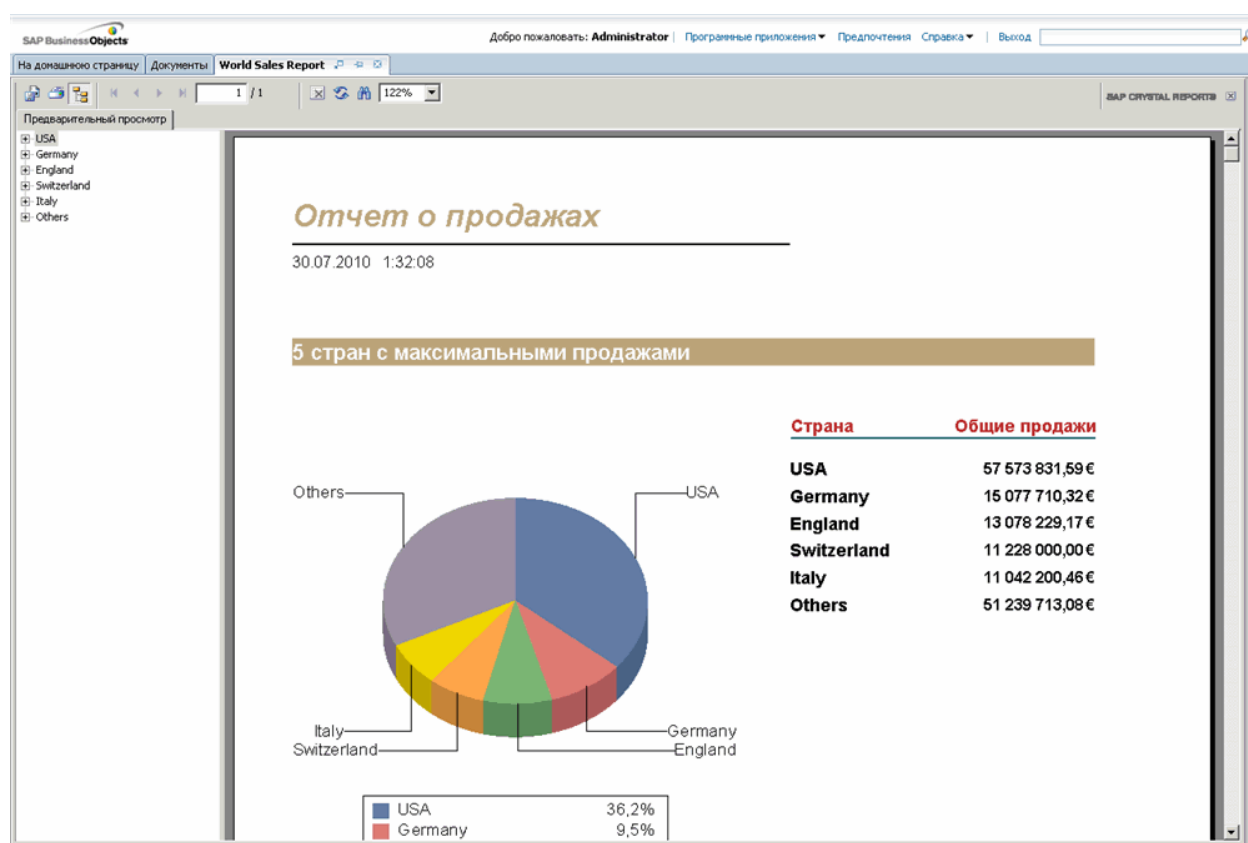 SAP BusinessObjects
Добро пожаловать: Administrator | Программные приложения Предпочтения Справка | Выход
На домашнюю страницу Документы World Sales Report
1 / 1 122% SAP CRYSTAL REPORTS
Предварительный просмотр
USA
Germany
England
Switzerland
Italy
Others
Отчет о продажах
30.07.2010 1:32:08
5 стран с максимальными продажами
Страна Общие продажи
USA 57 573 831,59 €
Germany 15 077 710,32 €
England 13 078 229,17 €
Switzerland 11 228 000,00 €
Italy 11 042 200,46 €
Others 51 239 713,08 €
Others
USA
Italy
Switzerland
Germany
England
USA 36,2%
Germany 9,5%